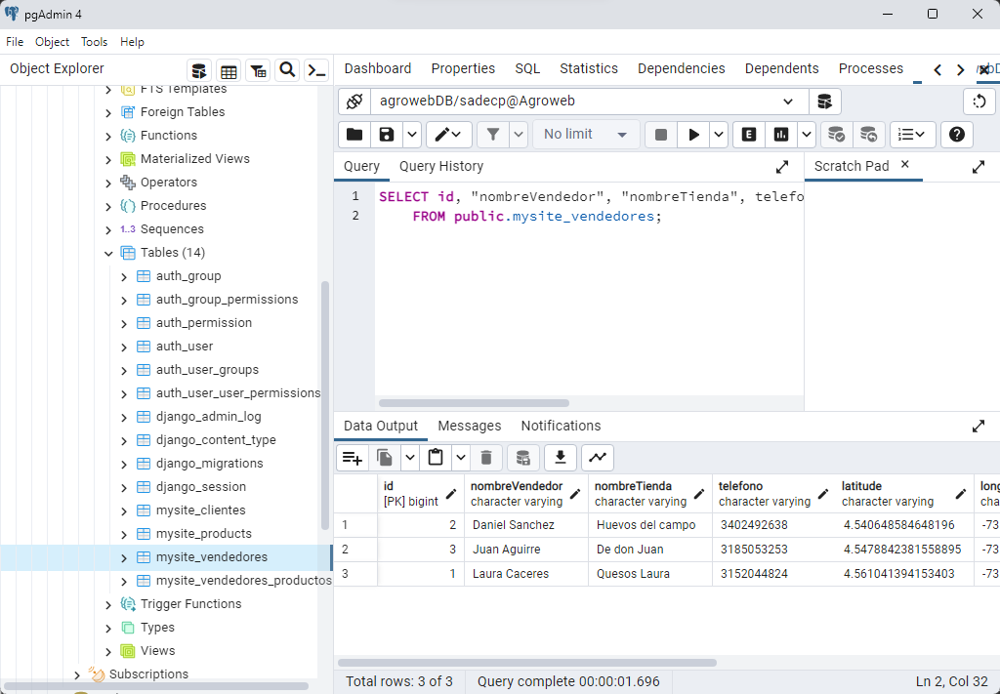 pgAdmin 4
File Object Tools Help
Object Explorer
Dashboard Properties SQL Statistics Dependencies Dependents Processes
FTS Templates
Foreign Tables
Functions
Materialized Views
Operators
Procedures
1..3 Sequences
Tables (14)
auth_group
auth_group_permissions
auth_permission
auth_user
auth_user_groups
auth_user_user_permissions
django_admin_log
django_content_type
django_migrations
django_session
mysite_clientes
mysite_products
mysite_vendedores
mysite_vendedores_productos
Trigger Functions
Types
Views
Subscriptions
agrowebDB/sadecp@Agroweb
No limit
E
Query Query History
Scratch Pad
1 SELECT id, "nombreVendedor", "nombreTienda", telefo
2 FROM public.mysite_vendedores;
Data Output Messages Notifications
id nombreVendedor nombreTienda telefono latitude long
[PK] bigint character varying character varying character varying character varying cha
1 2 Daniel Sanchez Huevos del campo 3402492638 4.540648584648196 -73
2 3 Juan Aguirre De don Juan 3185053253 4.5478842381558895 -73
3 1 Laura Caceres Quesos Laura 3152044824 4.561041394153403 -73
Total rows: 3 of 3 Query complete 00:00:01.696 Ln 2, Col 32